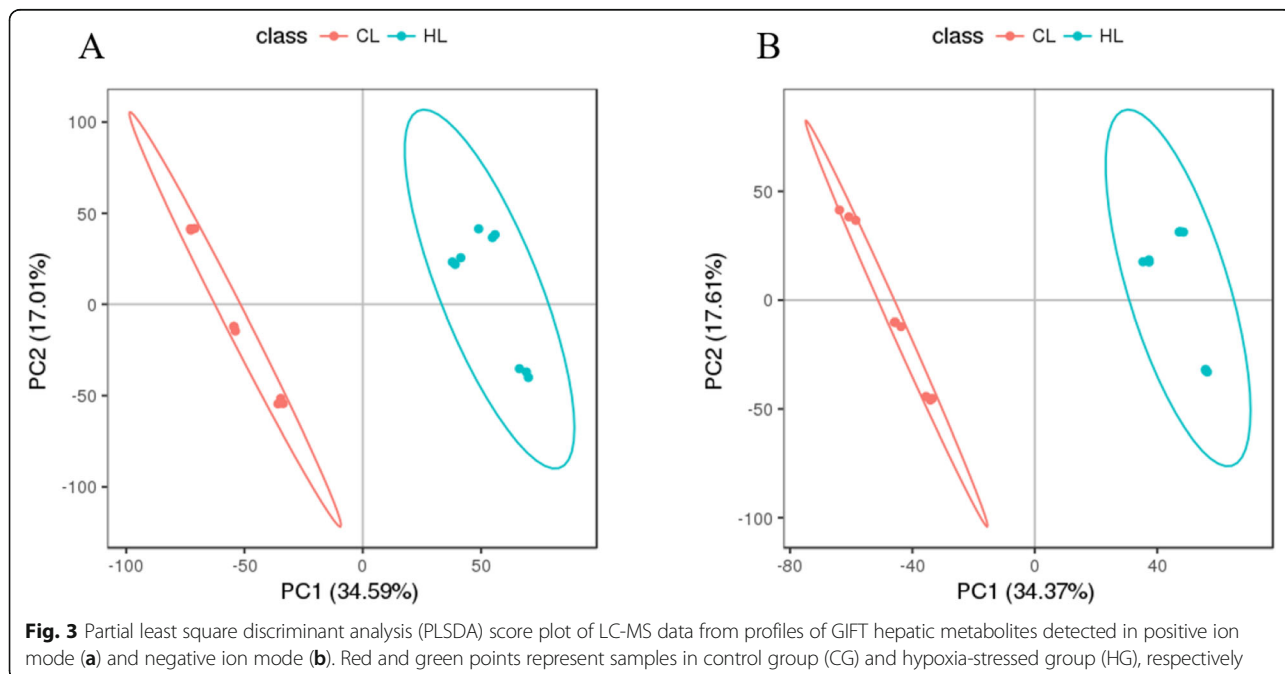 A
class CL HL
100
50
0
-50
-100
PC2 (17.01%)
-100
-50
0
50
PC1 (34.59%)
B
class CL HL
50
0
-50
-100
PC2 (17.61%)
-80
-40
0
40
PC1 (34.37%)
Fig. 3 Partial least square discriminant analysis (PLSDA) score plot of LC-MS data from profiles of GIFT hepatic metabolites detected in positive ion
mode (a) and negative ion mode (b). Red and green points represent samples in control group (CG) and hypoxia-stressed group (HG), respectively